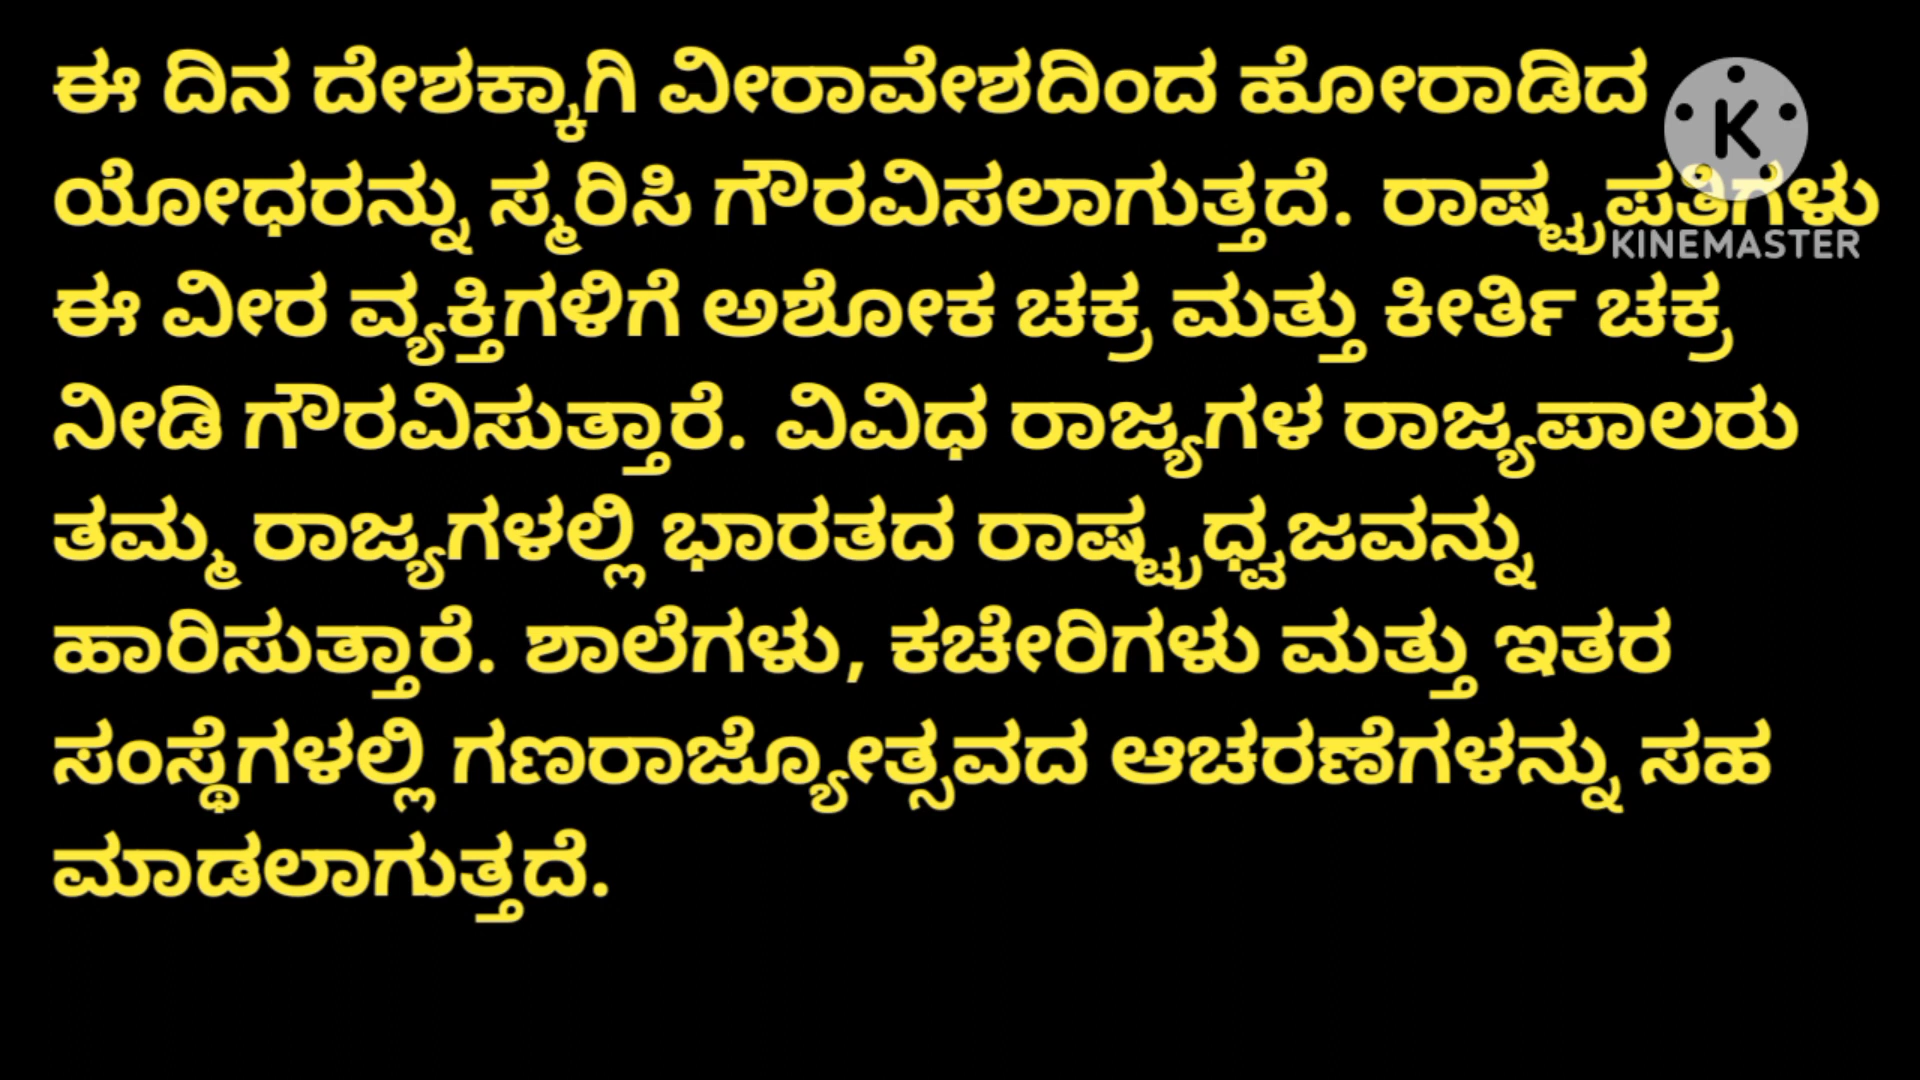 ಈ ದಿನ ದೇಶಕ್ಕಾಗಿ ವೀರಾವೇಶದಿಂದ ಹೋರಾಡಿದ
ಯೋಧರನ್ನು ಸ್ಮರಿಸಿ ಗೌರವಿಸಲಾಗುತ್ತದೆ. ರಾಷ್ಟ್ರಪತಿಗಳು
ಈ ವೀರ ವ್ಯಕ್ತಿಗಳಿಗೆ ಅಶೋಕ ಚಕ್ರ ಮತ್ತು ಕೀರ್ತಿ ಚಕ್ರ
ನೀಡಿ ಗೌರವಿಸುತ್ತಾರೆ. ವಿವಿಧ ರಾಜ್ಯಗಳ ರಾಜ್ಯಪಾಲರು
ತಮ್ಮ ರಾಜ್ಯಗಳಲ್ಲಿ ಭಾರತದ ರಾಷ್ಟ್ರಧ್ವಜವನ್ನು
ಹಾರಿಸುತ್ತಾರೆ. ಶಾಲೆಗಳು, ಕಚೇರಿಗಳು ಮತ್ತು ಇತರ
ಸಂಸ್ಥೆಗಳಲ್ಲಿ ಗಣರಾಜ್ಯೋತ್ಸವದ ಆಚರಣೆಗಳನ್ನು ಸಹ
ಮಾಡಲಾಗುತ್ತದೆ.
K
KINEMASTER